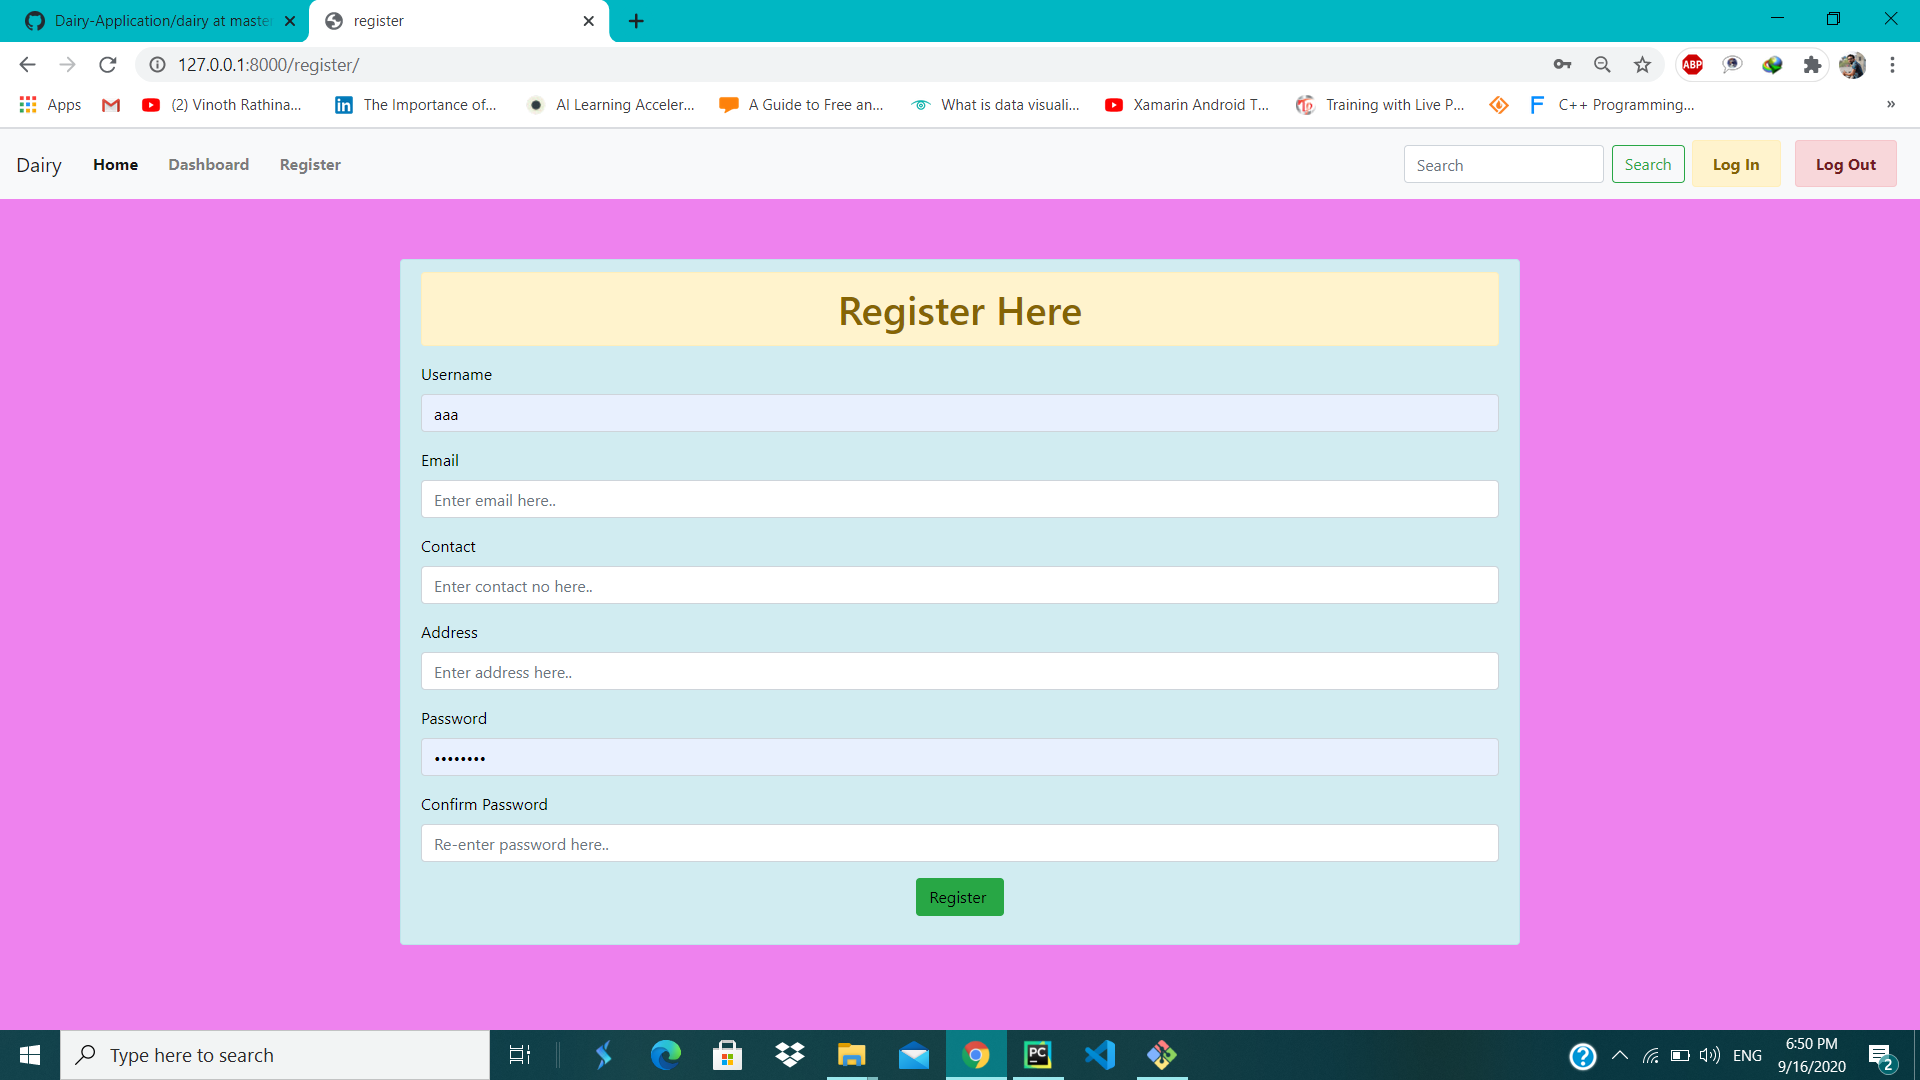 Dairy-Application/dairy at maste
register
127.0.0.1:8000/register/
ABP
Apps
(2) Vinoth Rathina...
The Importance of...
AI Learning Acceler...
A Guide to Free an...
What is data visuali...
Xamarin Android T...
Training with Live P...
C++ Programming...
»
Dairy
Home
Dashboard
Register
Search
Search
Log In
Log Out
Register Here
Username
aaa
Email
Enter email here..
Contact
Enter contact no here..
Address
Enter address here..
Password
••••••••
Confirm Password
Re-enter password here..
Register
Type here to search
PC
ENG
6:50 PM
9/16/2020
2